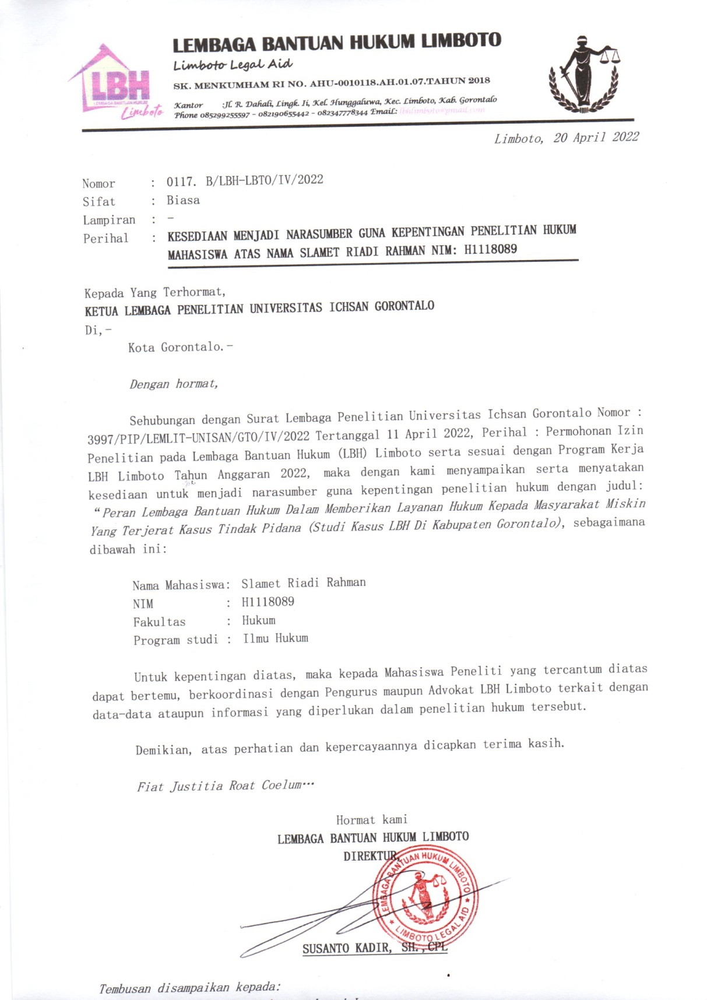 LEMBAGA BANTUAN HUKUM LIMBOTO
Limboto Legal Aid
SK. MENKUMHAM RI NO. AHU-0010118.AH.01.07.TAHUN 2018
Kantor :Jl. R. Dahali, Lingk. Ii, Kel. Hunggaluwa, Kec. Limboto, Kab. Gorontalo
Phone 085299255597 - 082190655442 - 082347778344 Email: lbhlimboto@gmail.com
LBH
LEMBAGA BANTUAN HUKUM
Limboto
Limboto, 20 April 2022
Nomor : 0117. B/LBH-LBTO/IV/2022
Sifat : Biasa
Lampiran : -
Perihal : KESEDIAAN MENJADI NARASUMBER GUNA KEPENTINGAN PENELITIAN HUKUM
MAHASISWA ATAS NAMA SLAMET RIADI RAHMAN NIM: H1118089
Kepada Yang Terhormat,
KETUA LEMBAGA PENELITIAN UNIVERSITAS ICHSAN GORONTALO
Di,-
Kota Gorontalo.-
Dengan hormat,
Sehubungan dengan Surat Lembaga Penelitian Universitas Ichsan Gorontalo Nomor :
3997/PIP/LEMLIT-UNISAN/GTO/IV/2022 Tertanggal 11 April 2022, Perihal : Permohonan Izin
Penelitian pada Lembaga Bantuan Hukum (LBH) Limboto serta sesuai dengan Program Kerja
LBH Limboto Tahun Anggaran 2022, maka dengan kami menyampaikan serta menyatakan
kesediaan untuk menjadi narasumber guna kepentingan penelitian hukum dengan judul:
“Peran Lembaga Bantuan Hukum Dalam Memberikan Layanan Hukum Kepada Masyarakat Miskin
Yang Terjerat Kasus Tindak Pidana (Studi Kasus LBH Di Kabupaten Gorontalo), sebagaimana
dibawah ini:
Nama Mahasiswa: Slamet Riadi Rahman
NIM : H1118089
Fakultas : Hukum
Program studi : Ilmu Hukum
Untuk kepentingan diatas, maka kepada Mahasiswa Peneliti yang tercantum diatas
dapat bertemu, berkoordinasi dengan Pengurus maupun Advokat LBH Limboto terkait dengan
data-data ataupun informasi yang diperlukan dalam penelitian hukum tersebut.
Demikian, atas perhatian dan kepercayaannya dicapkan terima kasih.
Fiat Justitia Roat Coelum…
Hormat kami
LEMBAGA BANTUAN HUKUM LIMBOTO
DIREKTUR,
LEMBAGA BANTUAN HUKUM LIMBOTO
LIMBOTO LEGAL AID
SUSANTO KADIR, SH.,CPL
Tembusan disampaikan kepada: